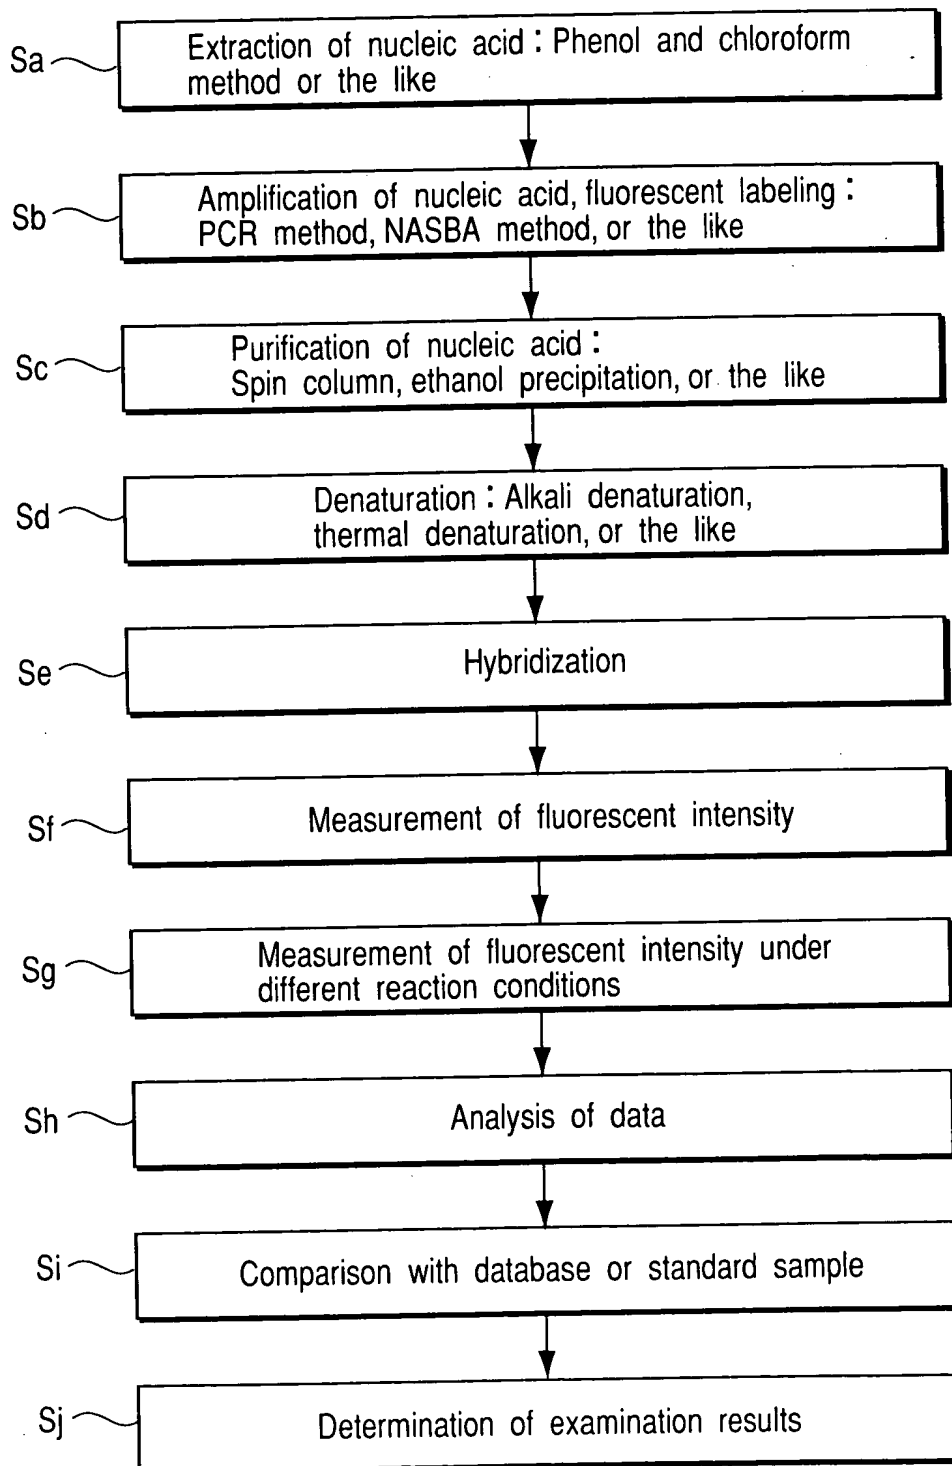 Sa
Extraction of nucleic acid : Phenol and chloroform
method or the like
Sb
Amplification of nucleic acid, fluorescent labeling :
PCR method, NASBA method, or the like
Sc
Purification of nucleic acid :
Spin column, ethanol precipitation, or the like
Sd
Denaturation : Alkali denaturation,
thermal denaturation, or the like
Se
Hybridization
Sf
Measurement of fluorescent intensity
Sg
Measurement of fluorescent intensity under
different reaction conditions
Sh
Analysis of data
Si
Comparison with database or standard sample
Sj
Determination of examination results